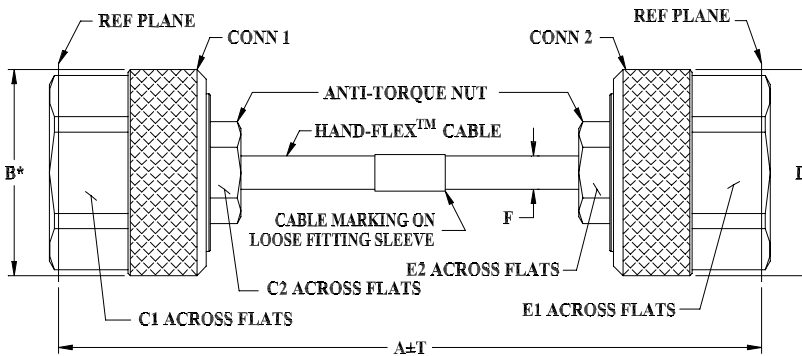 REF PLANE
REF PLANE
CONN 1
CONN 2
ANTI-TORQUE NUT
HAND-FLEX™ CABLE
B*
F
CABLE MARKING ON
LOOSE FITTING SLEEVE
E2 ACROSS FLATS
C2 ACROSS FLATS
E1 ACROSS FLATS
C1 ACROSS FLATS
A±T